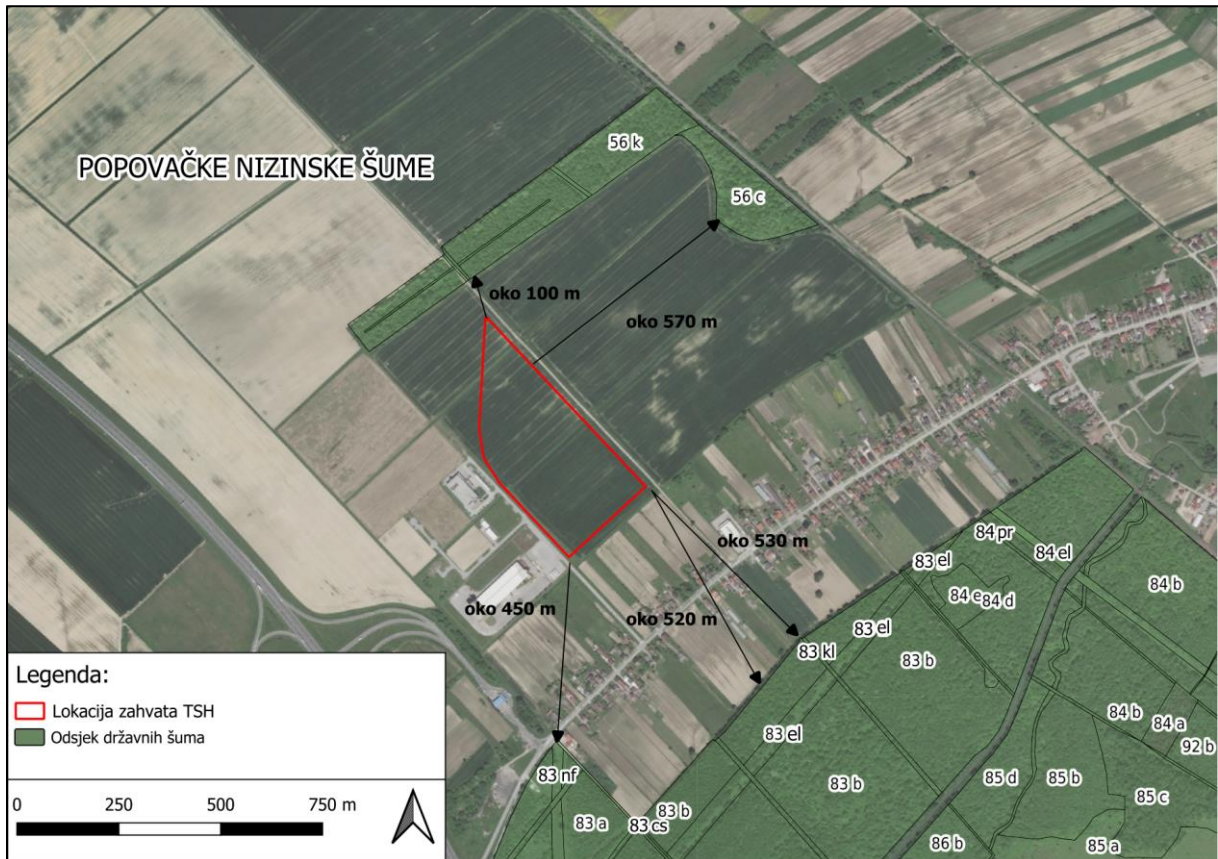 POPOVAČKE NIZINSKE ŠUME
56 k
56 c
oko 100 m
oko 570 m
oko 530 m
oko 450 m
oko 520 m
84 pr
83 el
84 el
84 b
84 e
84 d
83 el
83 kl
83 b
84 b
84 a
83 el
92 b
83 nf
83 b
85 d
85 b
85 c
83 b
83 a
83 cs
86 b
85 a
Legenda:
Lokacija zahvata TSH
Odsjek državnih šuma
0 250 500 750 m